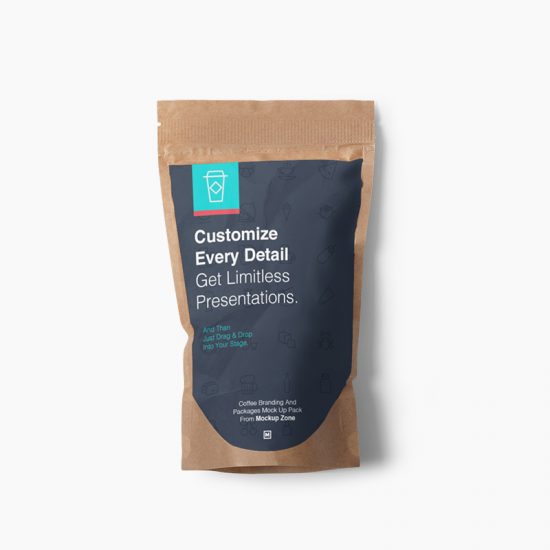 Customize
Every Detail
Get Limitless
Presentations.
And Than
Just Drag & Drop
Into Your Stage.
Coffee Branding And
Packages Mock Up Pack
From Mockup Zone
M